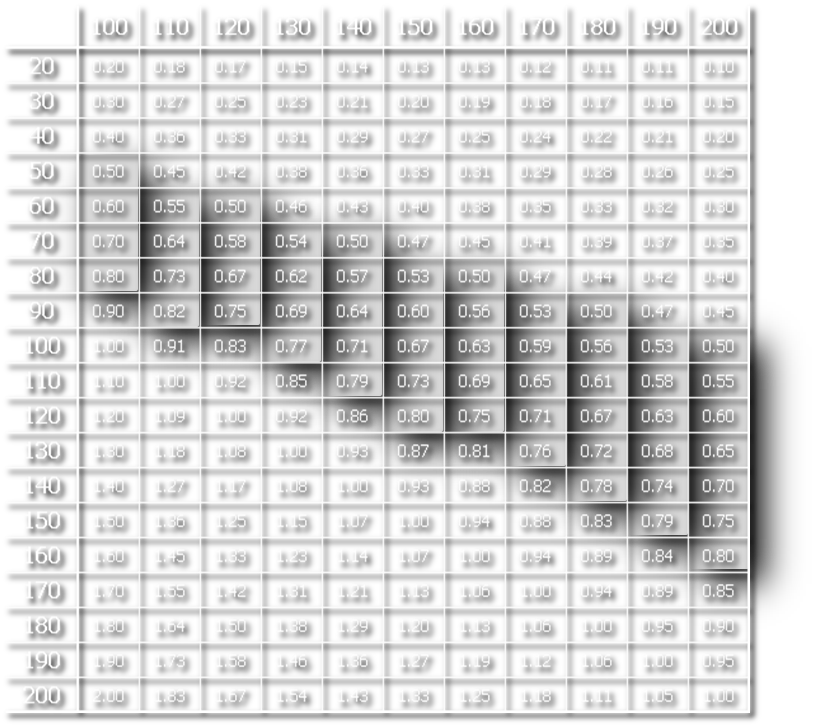 100 110 120 130 140 150 160 170 180 190 200
20 0.20 0.18 0.17 0.15 0.14 0.13 0.13 0.12 0.11 0.11 0.10
30 0.30 0.27 0.25 0.23 0.21 0.20 0.19 0.18 0.17 0.16 0.15
40 0.40 0.36 0.33 0.31 0.29 0.27 0.25 0.24 0.22 0.21 0.20
50 0.50 0.45 0.42 0.38 0.36 0.33 0.31 0.29 0.28 0.26 0.25
60 0.60 0.55 0.50 0.46 0.43 0.40 0.38 0.35 0.33 0.32 0.30
70 0.70 0.64 0.58 0.54 0.50 0.47 0.45 0.41 0.39 0.37 0.35
80 0.80 0.73 0.67 0.62 0.57 0.53 0.50 0.47 0.44 0.42 0.40
90 0.90 0.82 0.75 0.69 0.64 0.60 0.56 0.53 0.50 0.47 0.45
100 1.00 0.91 0.83 0.77 0.71 0.67 0.63 0.59 0.56 0.53 0.50
110 1.10 1.00 0.92 0.85 0.79 0.73 0.69 0.65 0.61 0.58 0.55
120 1.20 1.09 1.00 0.92 0.86 0.80 0.75 0.71 0.67 0.63 0.60
130 1.30 1.18 1.08 1.00 0.93 0.87 0.81 0.76 0.72 0.68 0.65
140 1.40 1.27 1.17 1.08 1.00 0.93 0.88 0.82 0.78 0.74 0.70
150 1.50 1.36 1.25 1.15 1.07 1.00 0.94 0.88 0.83 0.79 0.75
160 1.60 1.45 1.33 1.23 1.14 1.07 1.00 0.94 0.89 0.84 0.80
170 1.70 1.55 1.42 1.31 1.21 1.13 1.06 1.00 0.94 0.89 0.85
180 1.80 1.64 1.50 1.38 1.29 1.20 1.13 1.06 1.00 0.95 0.90
190 1.90 1.73 1.58 1.46 1.36 1.27 1.19 1.12 1.06 1.00 0.95
200 2.00 1.83 1.67 1.54 1.43 1.33 1.25 1.18 1.11 1.05 1.00